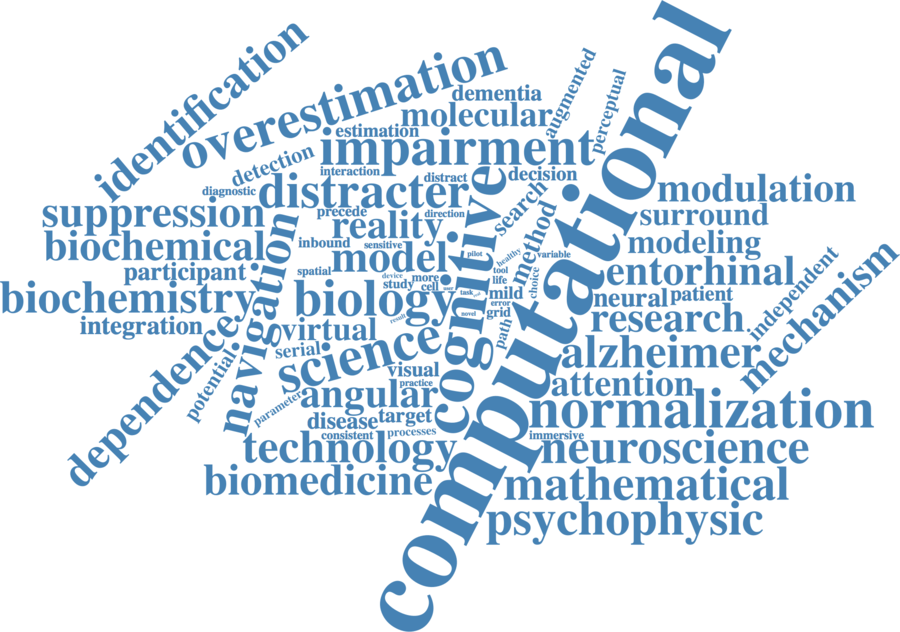 computational
identification
overestimation
dementia
augmented
molecular
perceptual
estimation
impairment
detection
interaction
distract
decision
diagnostic
distracter
cognitive
search
modulation
suppression
precede
direction
method
surround
reality
biochemical
navigation
inbound
sensitive
modeling
pilot
healthy
variable
model
participant
spatial
device
tool
choice
entorhinal
independent
mechanism
study
more
cell
life
biochemistry
biology
user
task
mild
neural
patient
error
integration
virtual
result
novel
grid
research
science
path
dependence
serial
alzheimer
potential
visual
practice
attention
parameter
angular
normalization
disease
target
consistent
processes
immersive
technology
neuroscience
biomedicine
mathematical
psychophysic